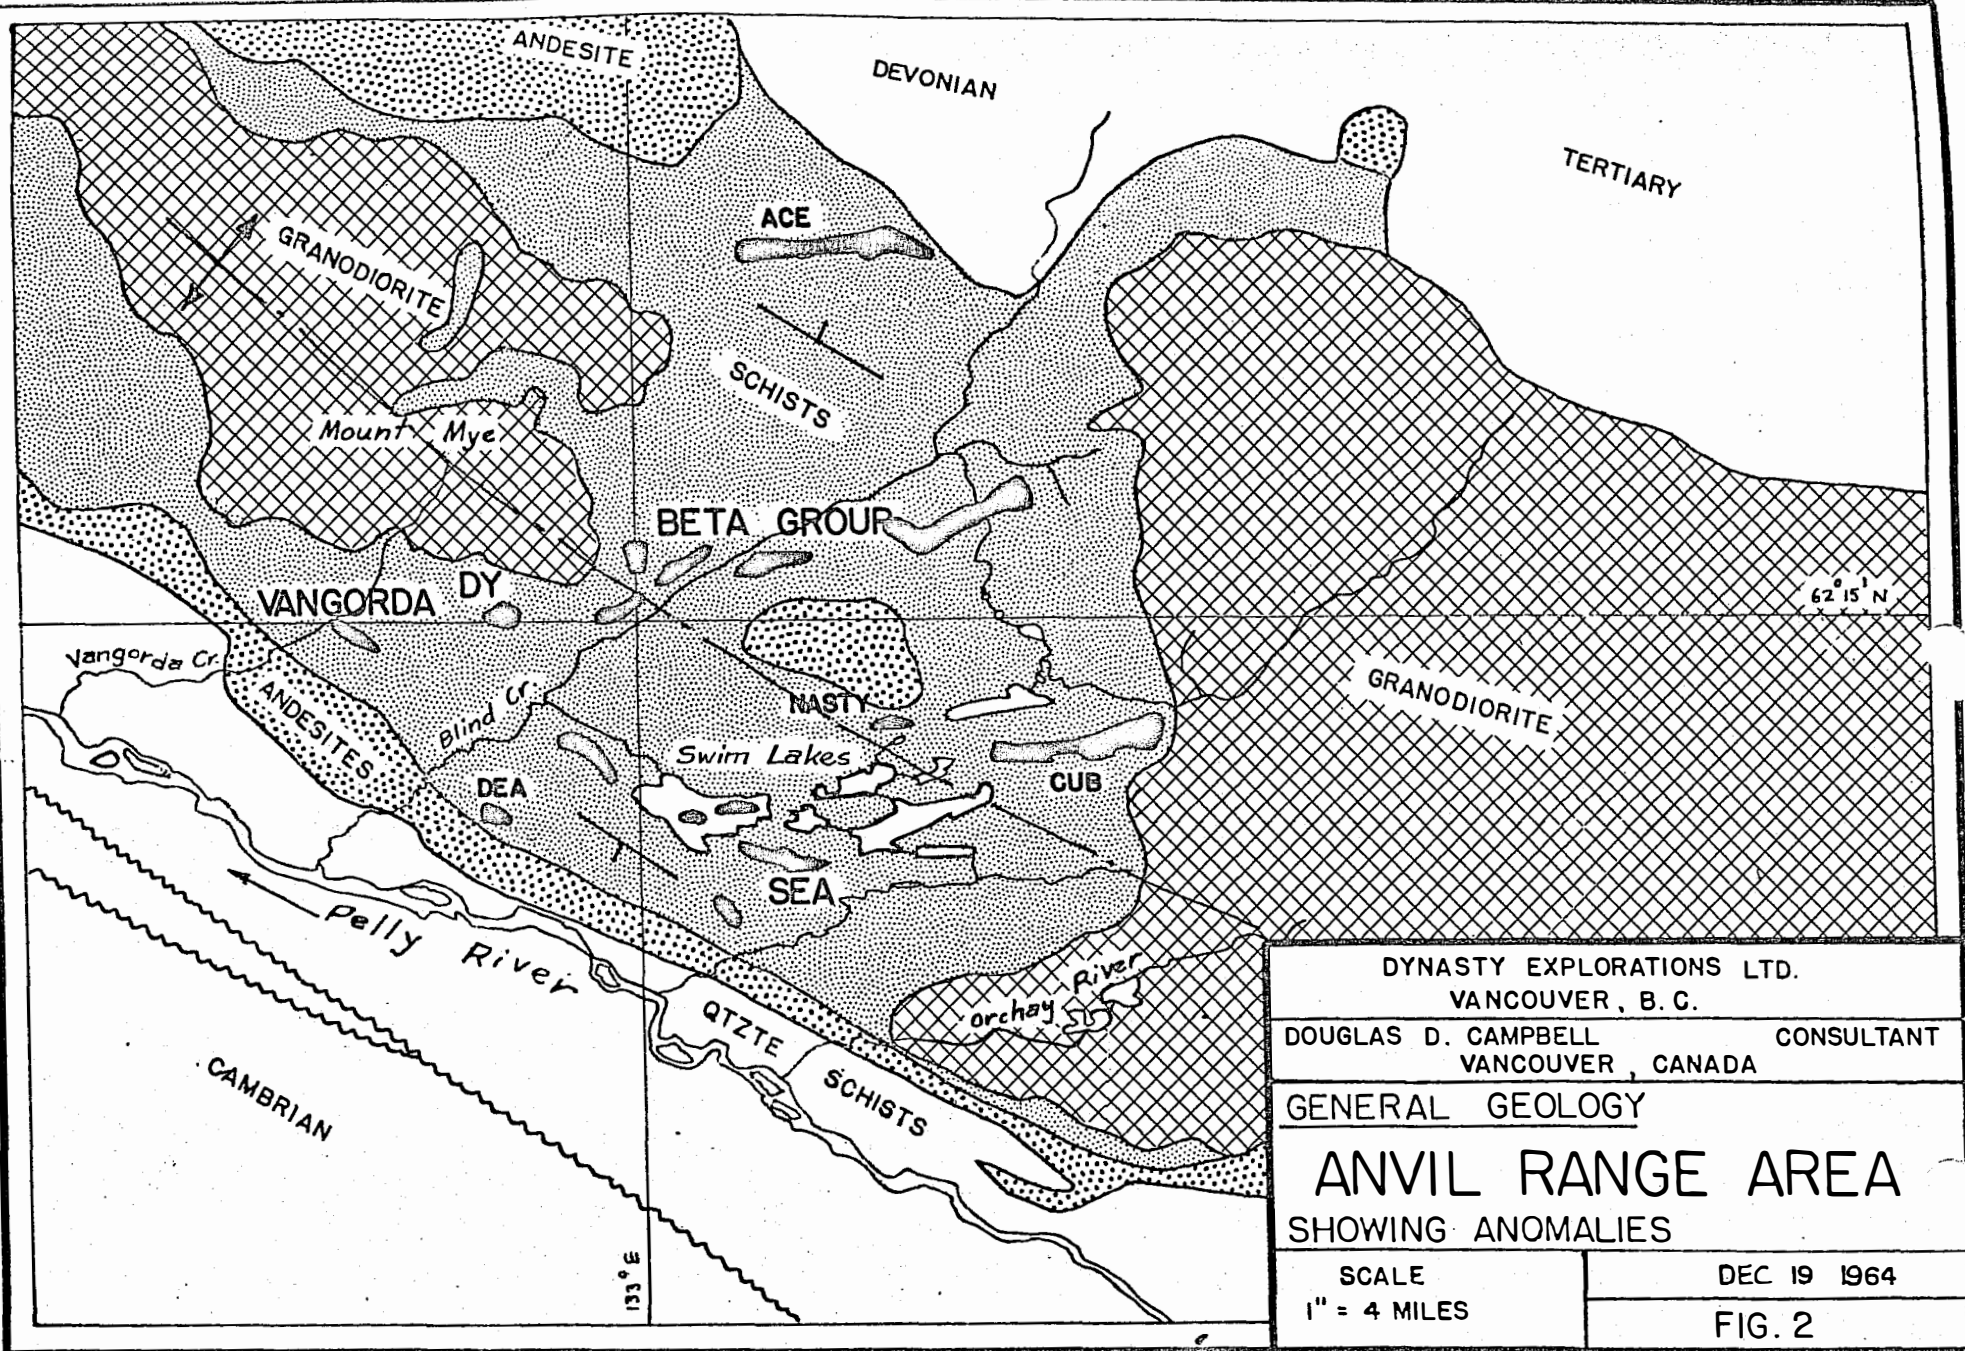 ANDESITE
DEVONIAN
TERTIARY
ACE
GRANODIORITE
SCHISTS
Mount Mye
BETA GROUP
VANGORDA
DY
62°15' N
Vangorda Cr.
ANDESITES
Blind Cr.
NASTY
GRANODIORITE
Swim Lakes
DEA
CUB
SEA
Pelly River
Orchay River
QTZTE
SCHISTS
CAMBRIAN
133° E
DYNASTY EXPLORATIONS LTD.
VANCOUVER, B. C.
DOUGLAS D. CAMPBELL CONSULTANT
VANCOUVER, CANADA
GENERAL GEOLOGY
ANVIL RANGE AREA
SHOWING ANOMALIES
SCALE
1" = 4 MILES
DEC 19 1964
FIG. 2